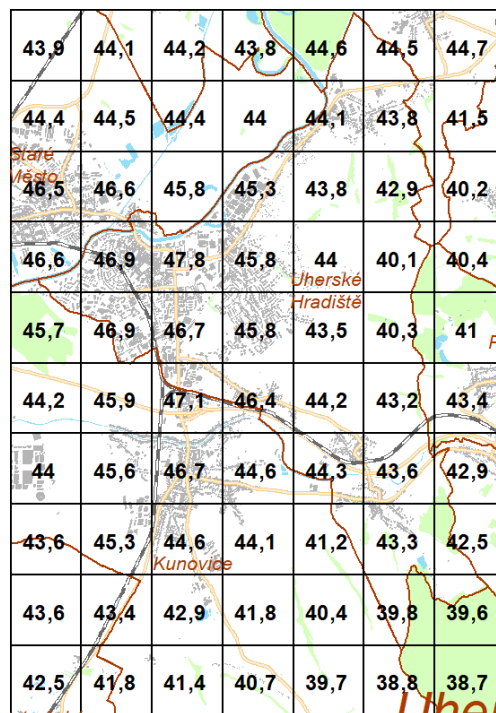 43,9 44,1 44,2 43,8 44,6 44,5 44,7
44,4 44,5 44,4 44 44,1 43,8 41,5
Staré
Město
46,5 46,6 45,8 45,3 43,8 42,9 40,2
46,6 46,9 47,8 45,8 44 40,1 40,4
Uherské
Hradiště
45,7 46,9 46,7 45,8 43,5 40,3 41
44,2 45,9 47,1 46,4 44,2 43,2 43,4
44 45,6 46,7 44,6 44,3 43,6 42,9
43,6 45,3 44,6 44,1 41,2 43,3 42,5
Kunovice
43,6 43,4 42,9 41,8 40,4 39,8 39,6
42,5 41,8 41,4 40,7 39,7 38,8 38,7